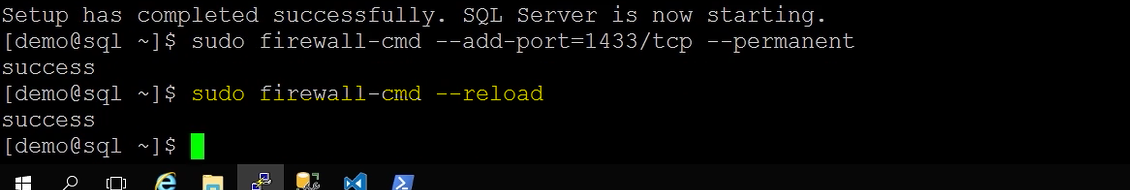 Setup has completed successfully. SQL Server is now starting.
[demo@sql ~]$ sudo firewall-cmd --add-port=1433/tcp --permanent
success
[demo@sql ~]$ sudo firewall-cmd --reload
success
[demo@sql ~]$